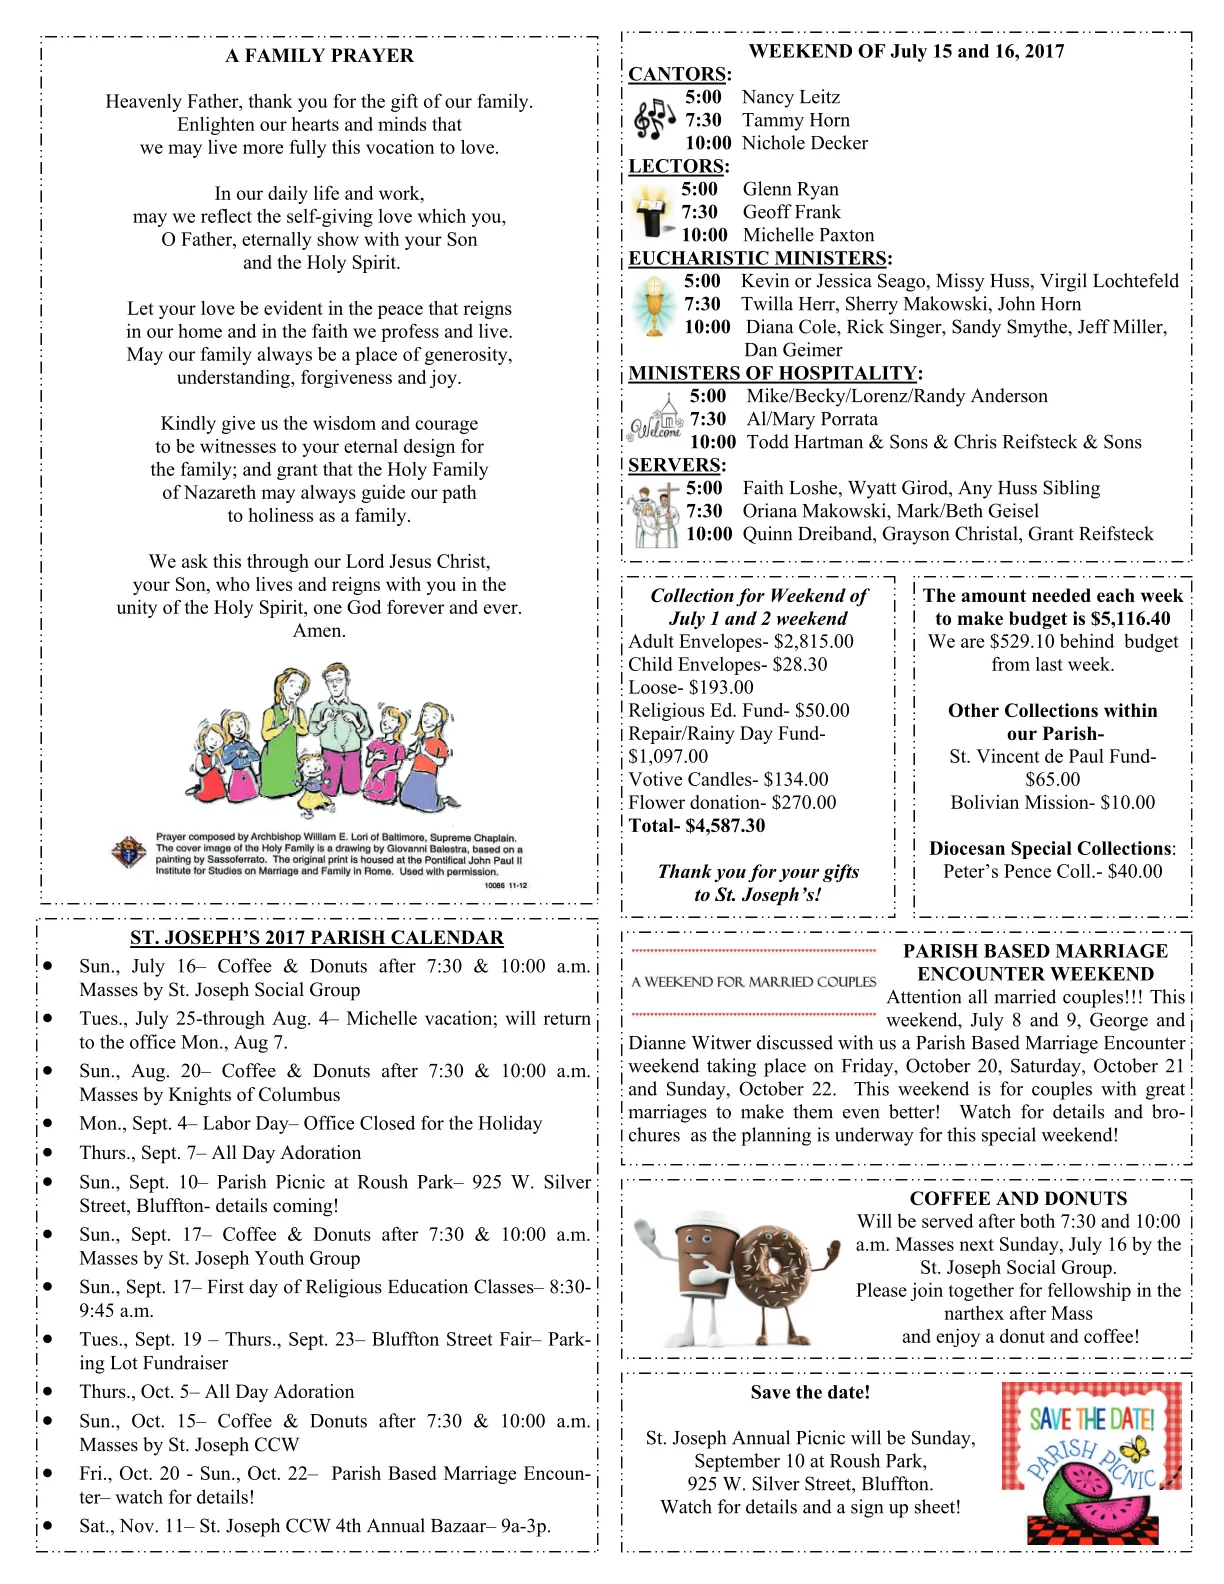 A FAMILY PRAYER
Heavenly Father, thank you for the gift of our family.
Enlighten our hearts and minds that
we may live more fully this vocation to love.
In our daily life and work,
may we reflect the self-giving love which you,
O Father, eternally show with your Son
and the Holy Spirit.
Let your love be evident in the peace that reigns
in our home and in the faith we profess and live.
May our family always be a place of generosity,
understanding, forgiveness and joy.
Kindly give us the wisdom and courage
to be witnesses to your eternal design for
the family; and grant that the Holy Family
of Nazareth may always guide our path
to holiness as a family.
We ask this through our Lord Jesus Christ,
your Son, who lives and reigns with you in the
unity of the Holy Spirit, one God forever and ever.
Amen.
Prayer composed by Archbishop William E. Lori of Baltimore, Supreme Chaplain.
The cover image of the Holy Family is a drawing by Giovanni Balestra, based on a
painting by Sassoferrato. The original print is housed at the Pontifical John Paul II
Institute for Studies on Marriage and Family in Rome. Used with permission.
10086 11-12
ST. JOSEPH'S 2017 PARISH CALENDAR
• Sun., July 16– Coffee & Donuts after 7:30 & 10:00 a.m.
Masses by St. Joseph Social Group
• Tues., July 25-through Aug. 4– Michelle vacation; will return
to the office Mon., Aug 7.
• Sun., Aug. 20– Coffee & Donuts after 7:30 & 10:00 a.m.
Masses by Knights of Columbus
• Mon., Sept. 4– Labor Day– Office Closed for the Holiday
• Thurs., Sept. 7– All Day Adoration
• Sun., Sept. 10– Parish Picnic at Roush Park– 925 W. Silver
Street, Bluffton- details coming!
• Sun., Sept. 17– Coffee & Donuts after 7:30 & 10:00 a.m.
Masses by St. Joseph Youth Group
• Sun., Sept. 17– First day of Religious Education Classes– 8:30-
9:45 a.m.
• Tues., Sept. 19 – Thurs., Sept. 23– Bluffton Street Fair– Park-
ing Lot Fundraiser
• Thurs., Oct. 5– All Day Adoration
• Sun., Oct. 15– Coffee & Donuts after 7:30 & 10:00 a.m.
Masses by St. Joseph CCW
• Fri., Oct. 20 - Sun., Oct. 22– Parish Based Marriage Encoun-
ter– watch for details!
• Sat., Nov. 11– St. Joseph CCW 4th Annual Bazaar– 9a-3p.
WEEKEND OF July 15 and 16, 2017
CANTORS:
5:00 Nancy Leitz
7:30 Tammy Horn
10:00 Nichole Decker
LECTORS:
5:00 Glenn Ryan
7:30 Geoff Frank
10:00 Michelle Paxton
EUCHARISTIC MINISTERS:
5:00 Kevin or Jessica Seago, Missy Huss, Virgil Lochtefeld
7:30 Twilla Herr, Sherry Makowski, John Horn
10:00 Diana Cole, Rick Singer, Sandy Smythe, Jeff Miller,
Dan Geimer
MINISTERS OF HOSPITALITY:
Welcome
5:00 Mike/Becky/Lorenz/Randy Anderson
7:30 Al/Mary Porrata
10:00 Todd Hartman & Sons & Chris Reifsteck & Sons
SERVERS:
5:00 Faith Loshe, Wyatt Girod, Any Huss Sibling
7:30 Oriana Makowski, Mark/Beth Geisel
10:00 Quinn Dreiband, Grayson Christal, Grant Reifsteck
Collection for Weekend of
July 1 and 2 weekend
Adult Envelopes- $2,815.00
Child Envelopes- $28.30
Loose- $193.00
Religious Ed. Fund- $50.00
Repair/Rainy Day Fund-
$1,097.00
Votive Candles- $134.00
Flower donation- $270.00
Total- $4,587.30
Thank you for your gifts
to St. Joseph's!
The amount needed each week
to make budget is $5,116.40
We are $529.10 behind budget
from last week.
Other Collections within
our Parish-
St. Vincent de Paul Fund-
$65.00
Bolivian Mission- $10.00
Diocesan Special Collections:
Peter's Pence Coll.- $40.00
A WEEKEND FOR MARRIED COUPLES
PARISH BASED MARRIAGE
ENCOUNTER WEEKEND
Attention all married couples!!! This
weekend, July 8 and 9, George and
Dianne Witwer discussed with us a Parish Based Marriage Encounter
weekend taking place on Friday, October 20, Saturday, October 21
and Sunday, October 22. This weekend is for couples with great
marriages to make them even better! Watch for details and bro-
chures as the planning is underway for this special weekend!
COFFEE AND DONUTS
Will be served after both 7:30 and 10:00
a.m. Masses next Sunday, July 16 by the
St. Joseph Social Group.
Please join together for fellowship in the
narthex after Mass
and enjoy a donut and coffee!
Save the date!
St. Joseph Annual Picnic will be Sunday,
September 10 at Roush Park,
925 W. Silver Street, Bluffton.
Watch for details and a sign up sheet!
SAVE THE DATE!
PARISH PICNIC